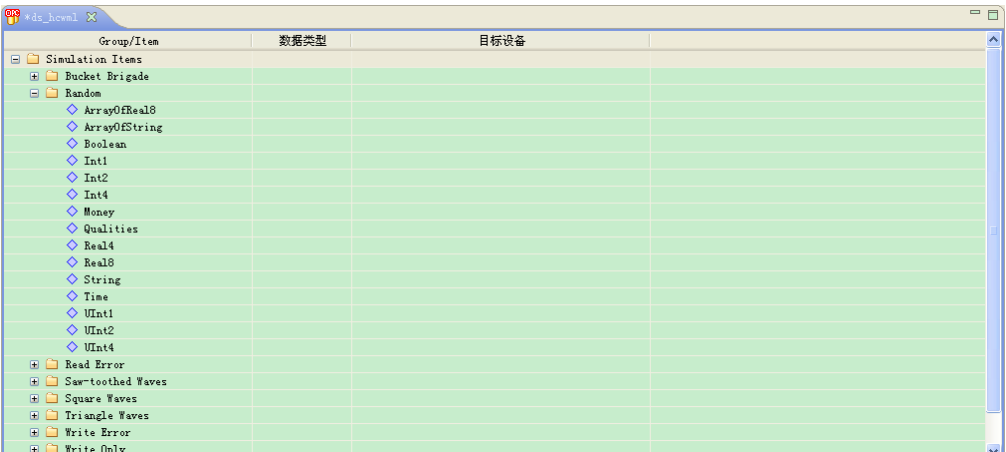 OPC *ds_hcwml
Group/Item 数据类型 目标设备
Simulation Items
Bucket Brigade
Random
ArrayOfReal8
ArrayOfString
Boolean
Int1
Int2
Int4
Money
Qualities
Real4
Real8
String
Time
UInt1
UInt2
UInt4
Read Error
Saw-toothed Waves
Square Waves
Triangle Waves
Write Error
Write Only